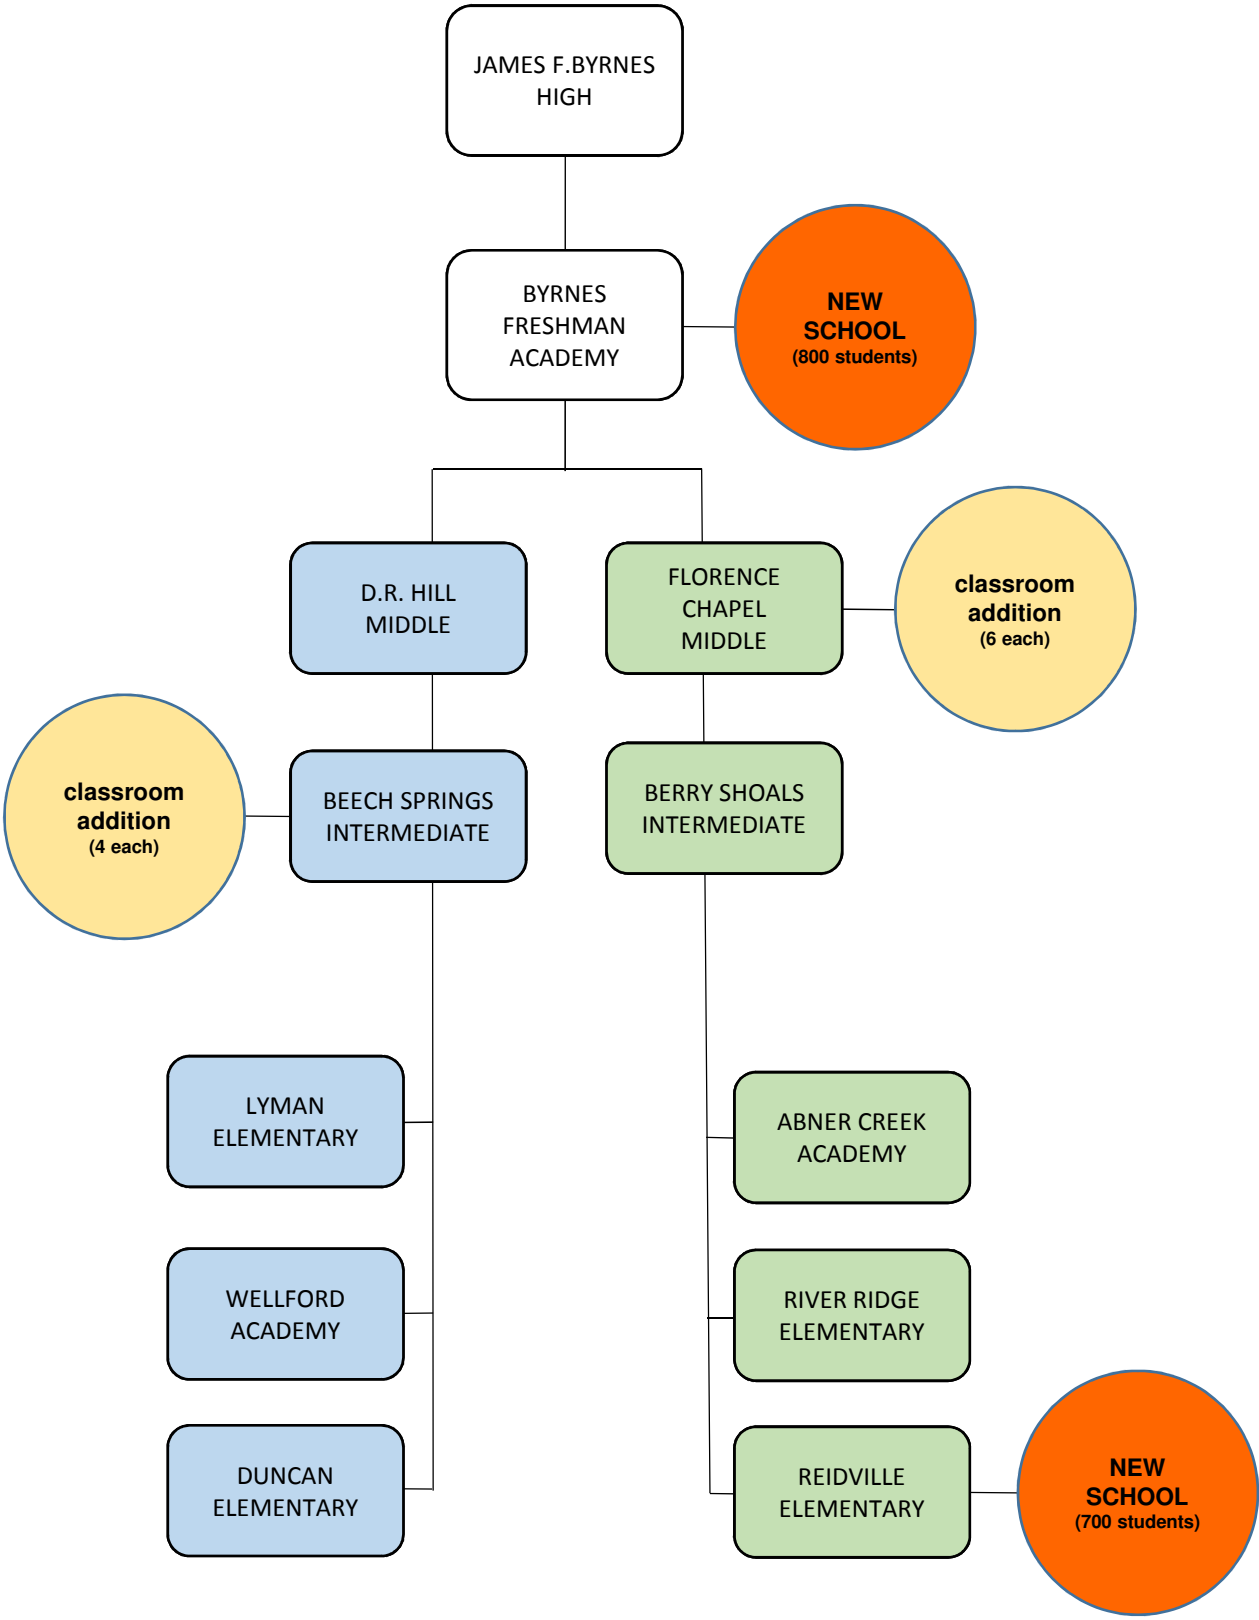 JAMES F.BYRNES
HIGH
BYRNES
FRESHMAN
ACADEMY
NEW
SCHOOL
(800 students)
D.R. HILL
MIDDLE
FLORENCE
CHAPEL
MIDDLE
classroom
addition
(6 each)
classroom
addition
(4 each)
BEECH SPRINGS
INTERMEDIATE
BERRY SHOALS
INTERMEDIATE
LYMAN
ELEMENTARY
ABNER CREEK
ACADEMY
WELLFORD
ACADEMY
RIVER RIDGE
ELEMENTARY
DUNCAN
ELEMENTARY
REIDVILLE
ELEMENTARY
NEW
SCHOOL
(700 students)